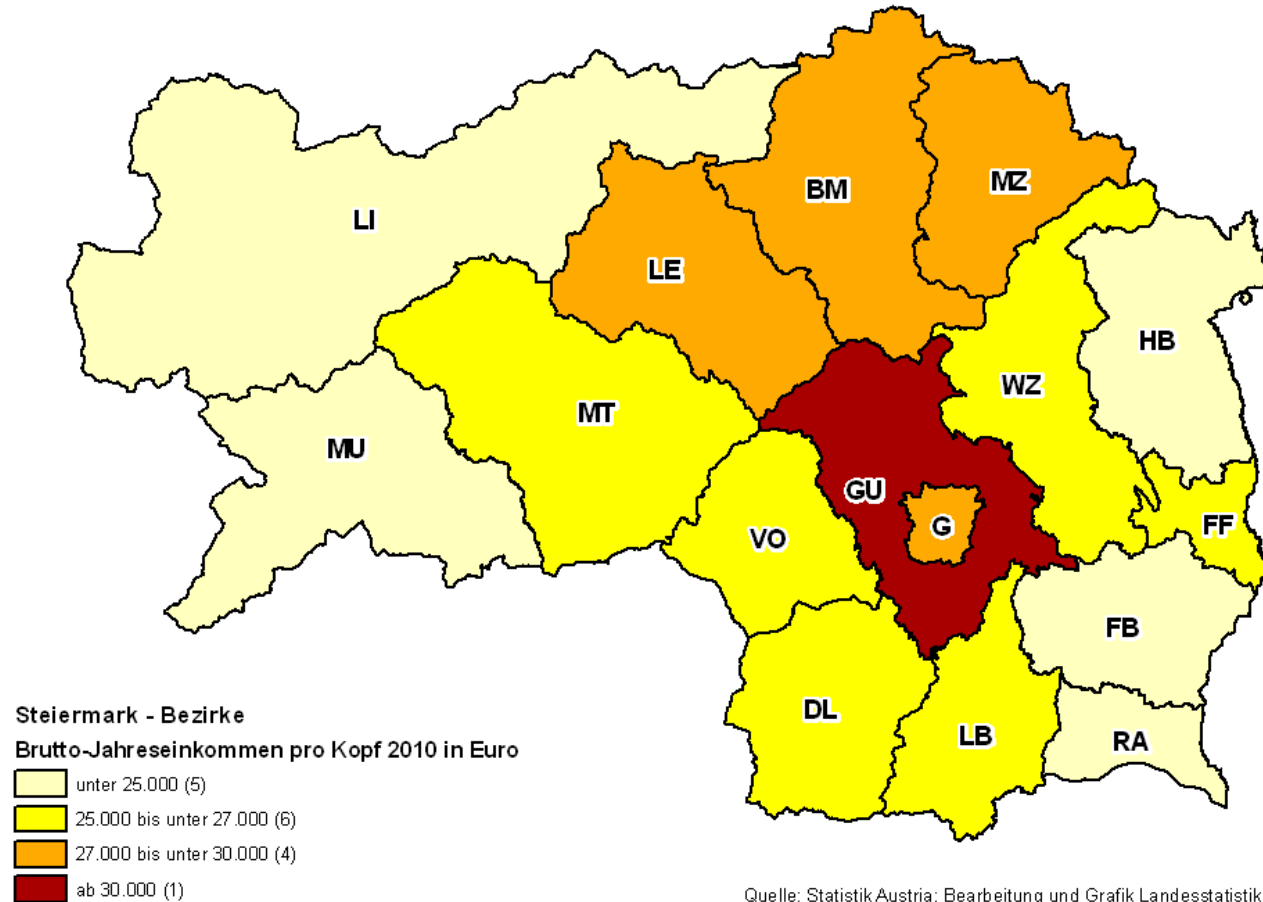 BM
MZ
LI
LE
HB
WZ
MT
MU
GU
G
FF
VO
FB
DL
LB
RA
Steiermark - Bezirke
Brutto-Jahreseinkommen pro Kopf 2010 in Euro
unter 25.000 (5)
25.000 bis unter 27.000 (6)
27.000 bis unter 30.000 (4)
ab 30.000 (1)
Quelle: Statistik Austria; Bearbeitung und Grafik Landesstatistik